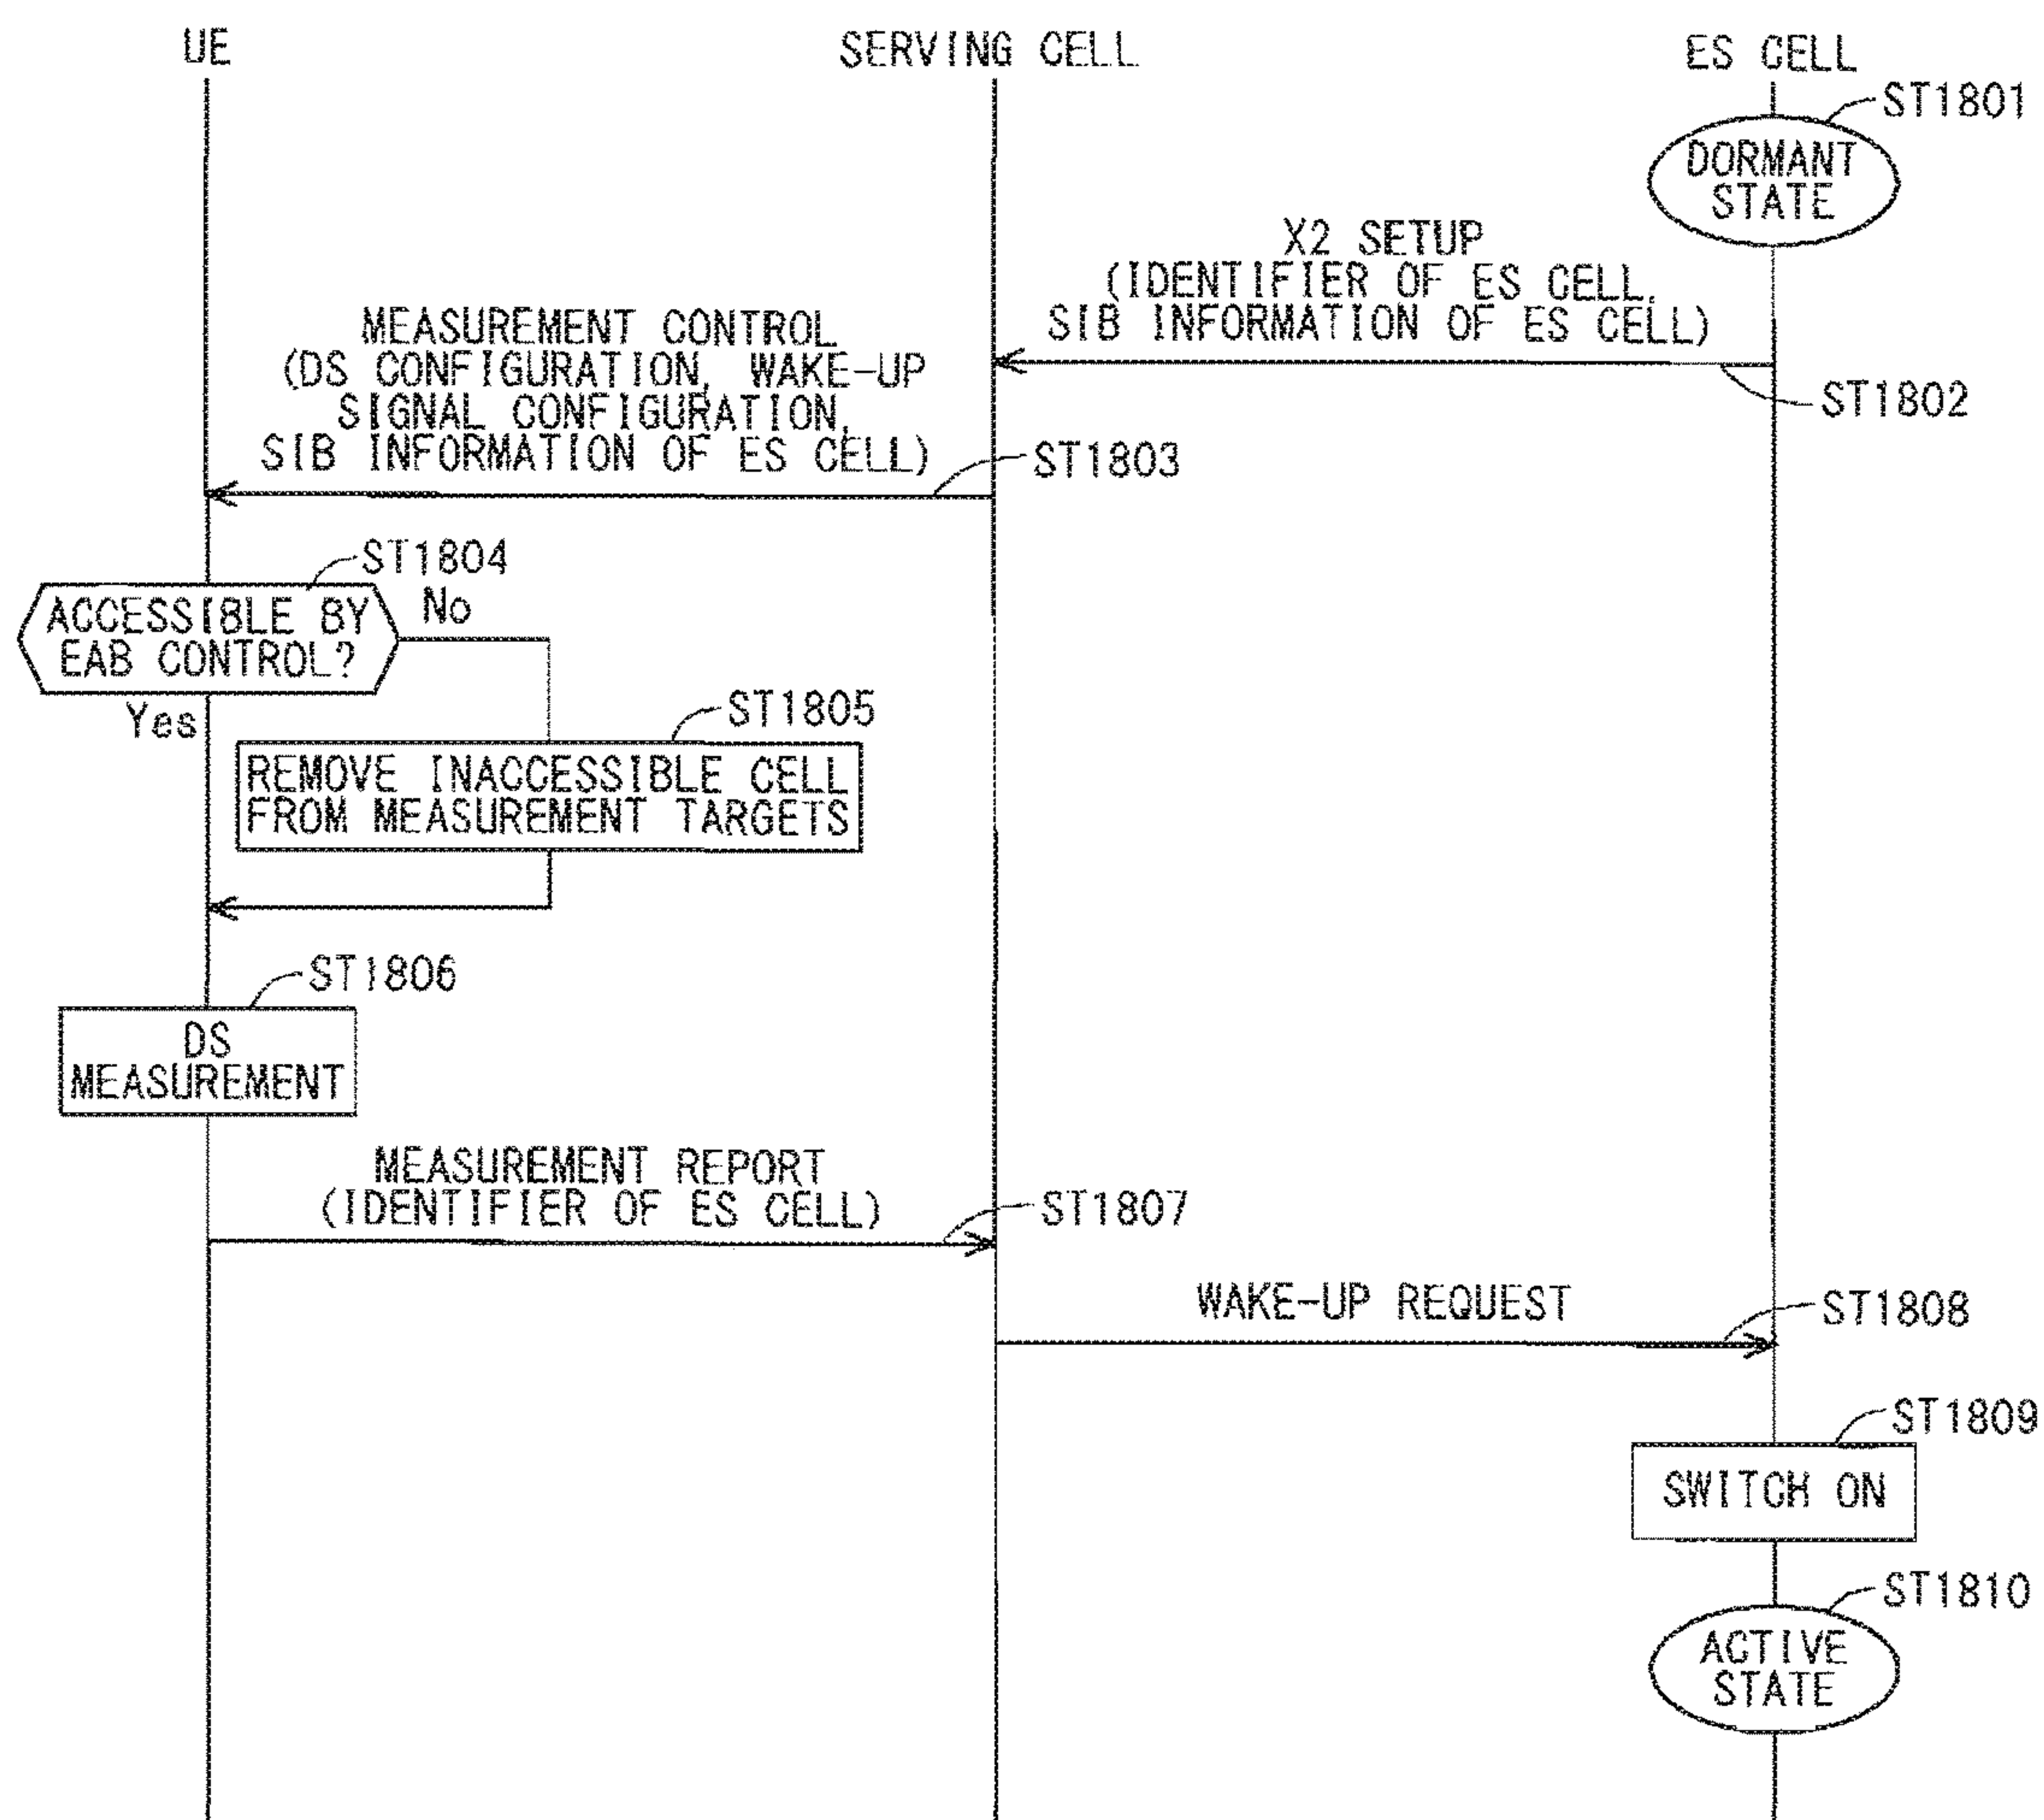 UE
SERVING CELL
ES CELL
ST1801
DORMANT
STATE
X2 SETUP
(IDENTIFIER OF ES CELL,
SIB INFORMATION OF ES CELL)
ST1802
MEASUREMENT CONTROL
(DS CONFIGURATION, WAKE-UP
SIGNAL CONFIGURATION,
SIB INFORMATION OF ES CELL)
ST1803
ST1804
ACCESSIBLE BY
EAB CONTROL?
No
Yes
ST1805
REMOVE INACCESSIBLE CELL
FROM MEASUREMENT TARGETS
ST1806
DS
MEASUREMENT
MEASUREMENT REPORT
(IDENTIFIER OF ES CELL)
ST1807
WAKE-UP REQUEST
ST1808
ST1809
SWITCH ON
ST1810
ACTIVE
STATE